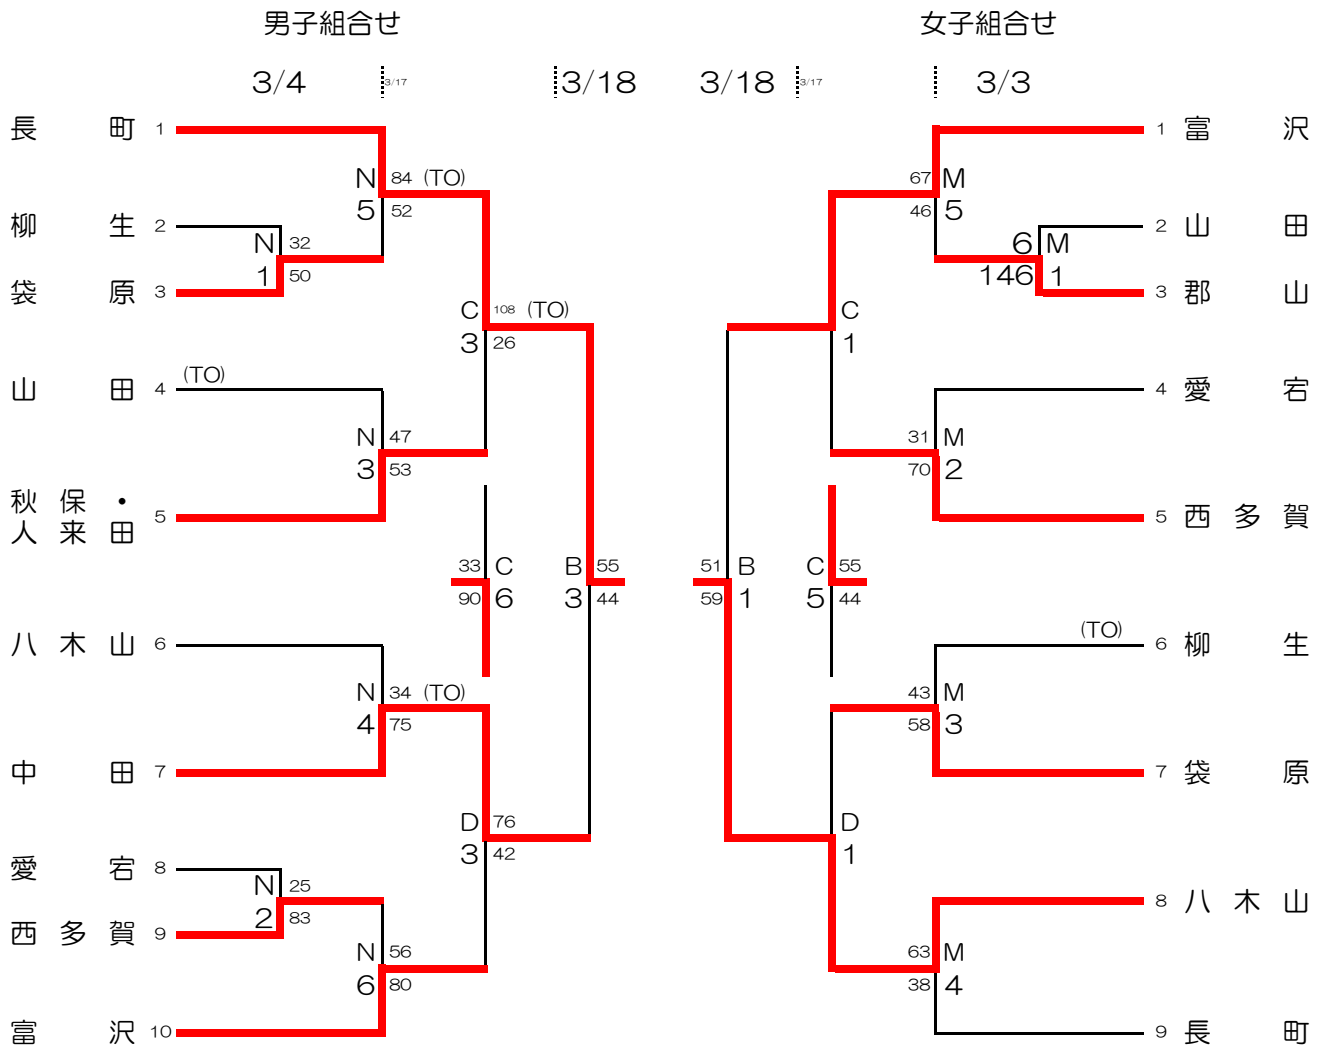 男子組合せ 女子組合せ
3/4 3/17 3/18 3/18 3/17 3/3
長町 1 1 富沢
N 84 (TO) 67 M
5 52 46 5
柳生 2 2 山田
N 32 6 M
1 50 146 1
袋原 3 3 郡山
C 108 (TO) C
3 26 1
山田 4 (TO) 4 愛宕
N 47 31 M
3 53 70 2
秋保・
人来田 5 5 西多賀
33 C B 55 51 B C 55
90 6 3 44 59 1 5 44
八木山 6 (TO) 6 柳生
N 34 (TO) 43 M
4 75 58 3
中田 7 7 袋原
D 76 D
3 42 1
愛宕 8
N 25
2 83
8 八木山
西多賀 9
N 56 63 M
6 80 38 4
富沢 10 9 長町